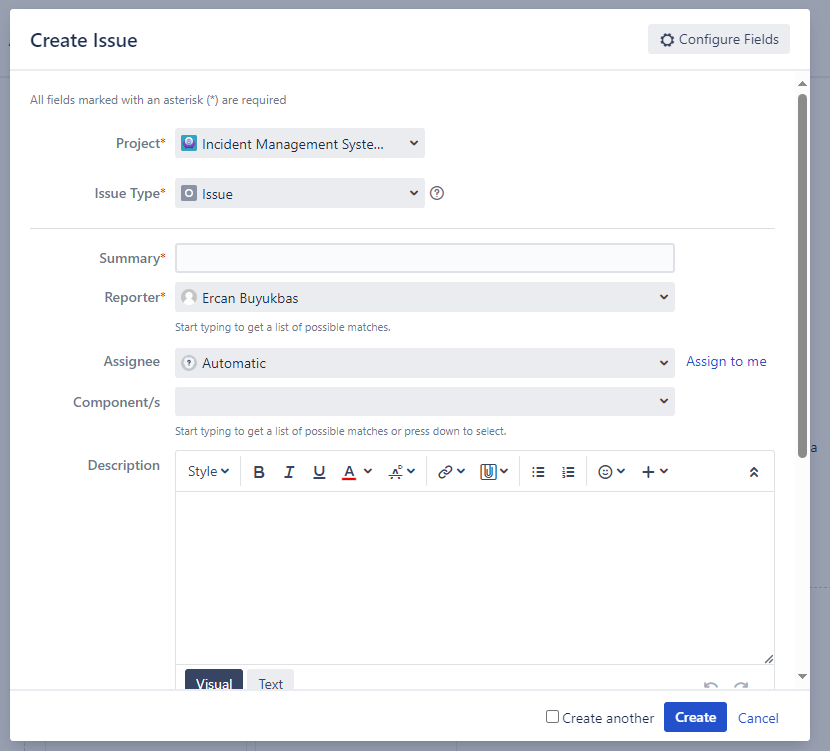 Create Issue
Configure Fields
All fields marked with an asterisk (*) are required
Project*
Incident Management Syste...
Issue Type*
Issue
Summary*
Reporter*
Ercan Buyukbas
Start typing to get a list of possible matches.
Assignee
Automatic
Assign to me
Component/s
Start typing to get a list of possible matches or press down to select.
Description
Style
B I U A
Visual
Text
Create another
Create
Cancel